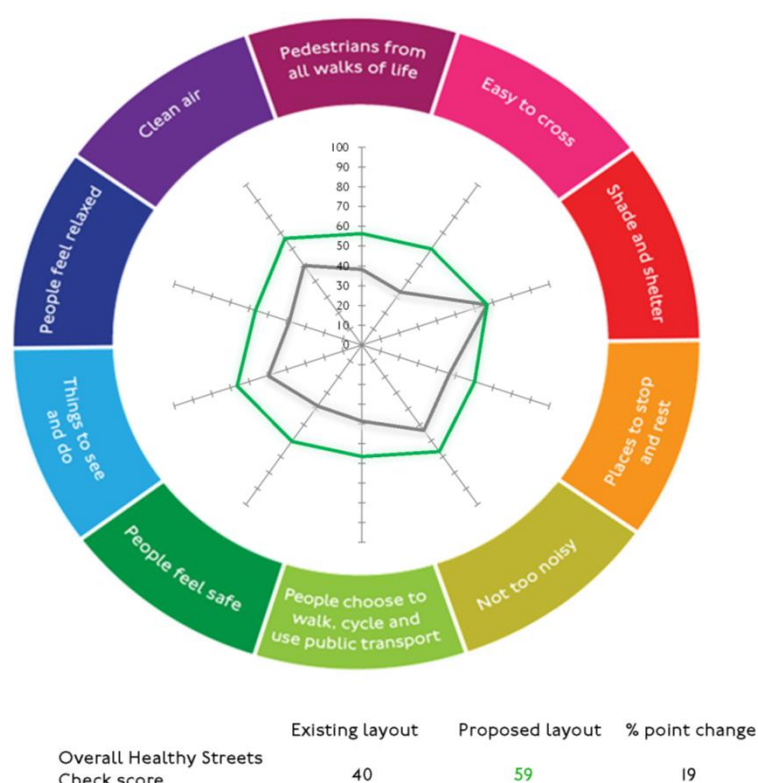 Pedestrians from
all walks of life
Easy to cross
Shade and shelter
Places to stop
and rest
Not too noisy
People choose to
walk, cycle and
use public transport
People feel safe
Things to see
and do
People feel relaxed
Clean air
100
90
80
70
60
50
40
30
20
10
0
Existing layout Proposed layout % point change
Overall Healthy Streets
Check score 40 59 19